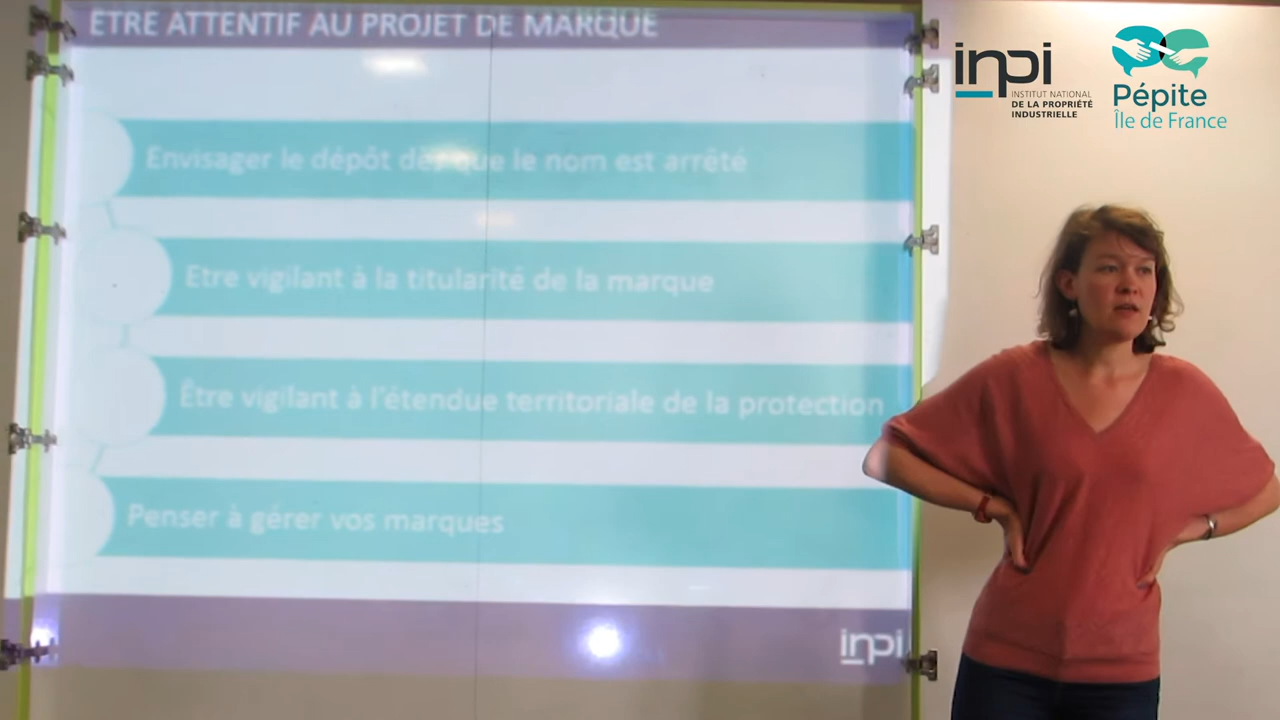 ETRE ATTENTIF AU PROJET DE MARQUE
Envisager le dépôt dès que le nom est arrêté
Etre vigilant à la titularité de la marque
Être vigilant à l'étendue territoriale de la protection
Penser à gérer vos marques
inpi
inpi
INSTITUT NATIONAL
DE LA PROPRIÉTÉ
INDUSTRIELLE
Pépite
Île de France